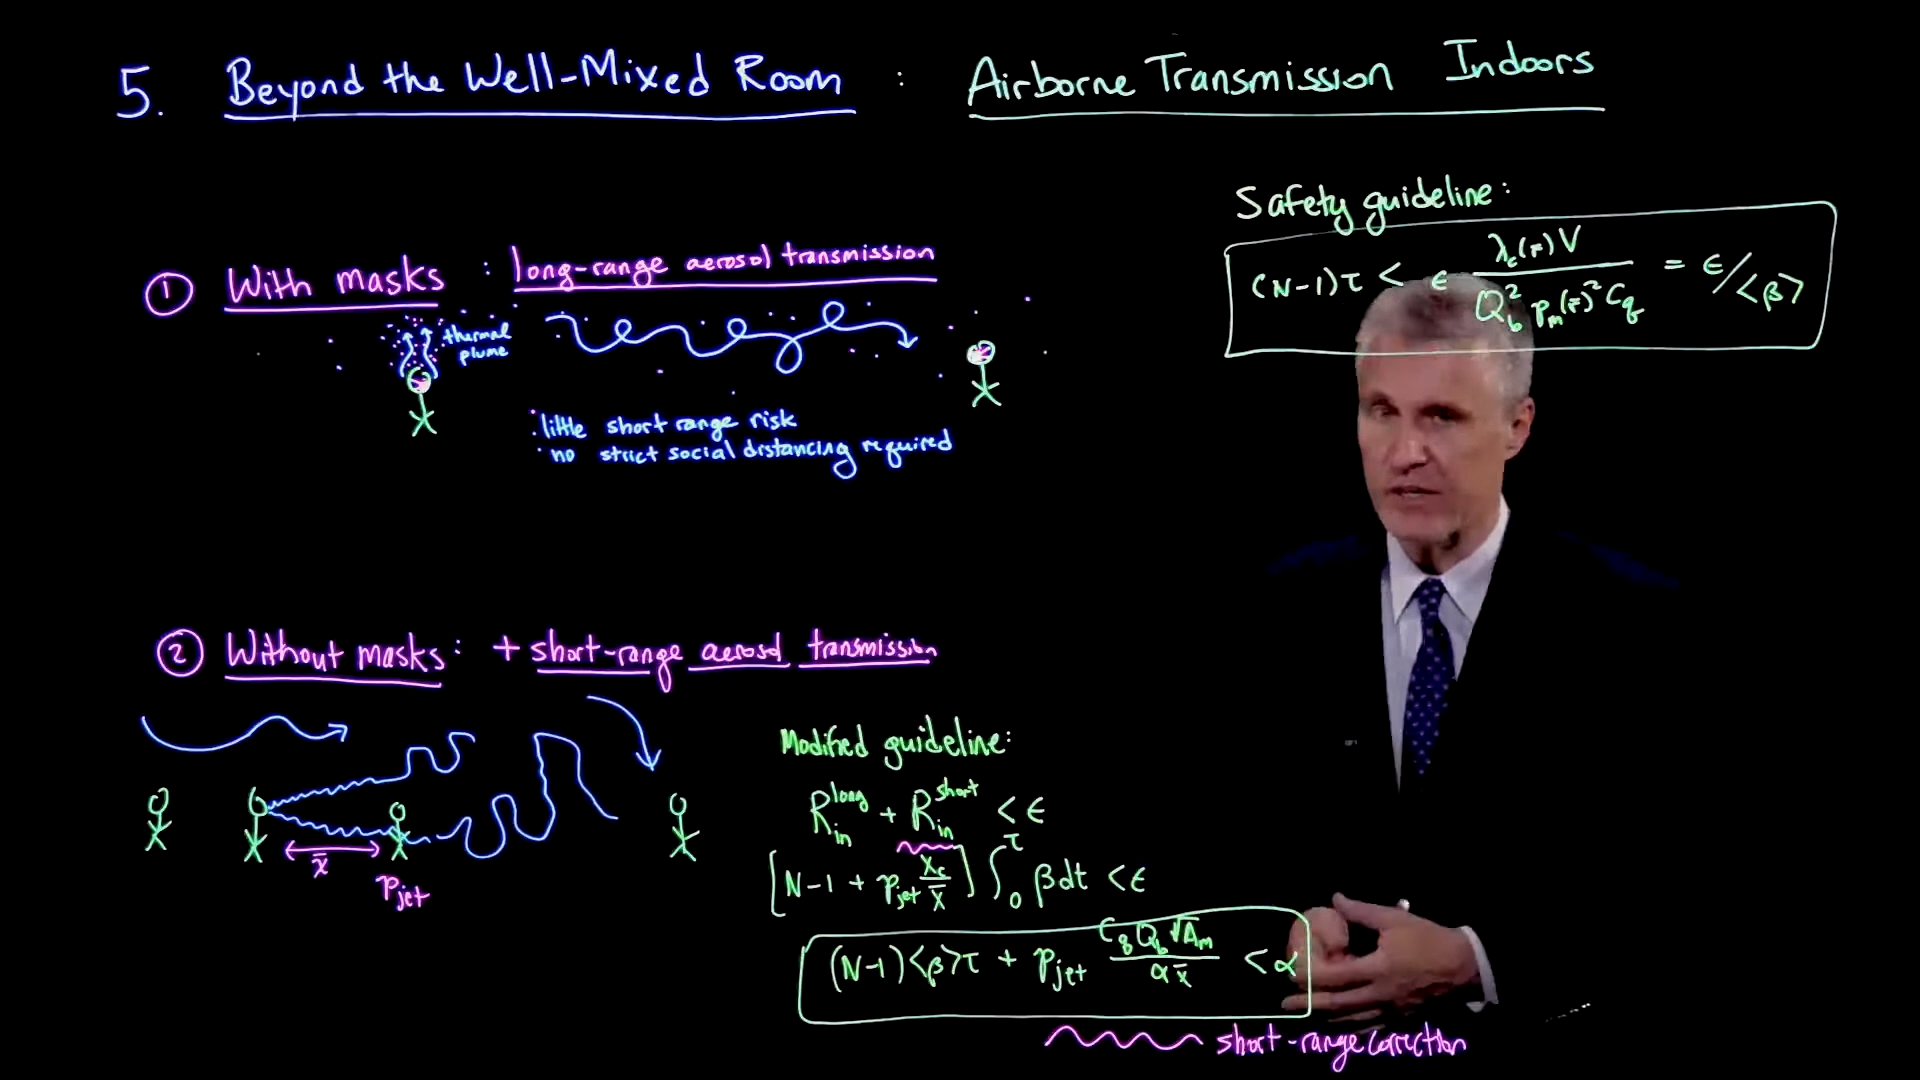 5. Beyond the Well-Mixed Room : Airborne Transmission Indoors
Safety guideline:
(N-1)τ < ϵ λc(r̄)V / Qb² pm(r̄)² Cq = ϵ/<β>
① With masks : long-range aerosol transmission
thermal
plume
· little short range risk
· no strict social distancing required
② Without masks: + short-range aerosol transmission
x̄
Pjet
Modified guideline:
Rin^long + Rin^short < ϵ
[N-1 + Pjet xc/x̄] ∫₀^τ βdt < ϵ
(N-1)<β>τ + Pjet Cq Qb √Am / α x̄ < α
short-range correction